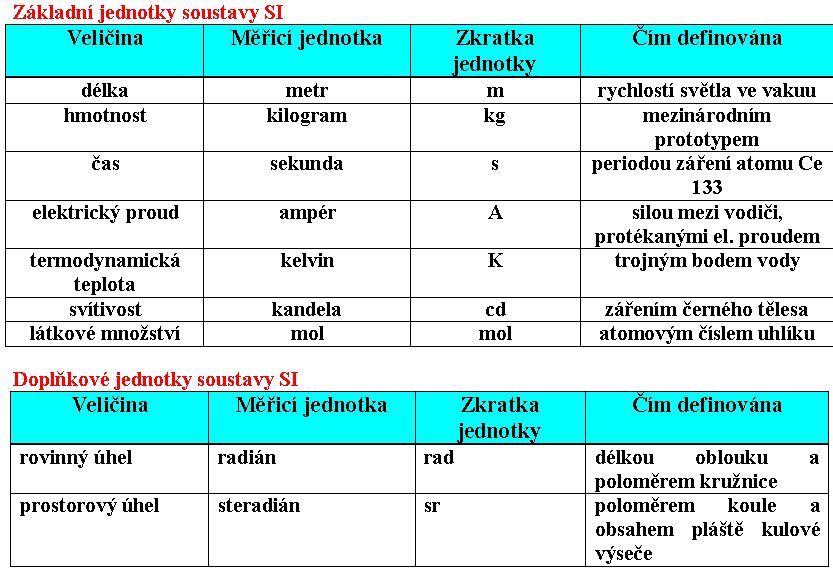 Základní jednotky soustavy SI
Veličina Měřicí jednotka Zkratka jednotky Čím definována
délka metr m rychlostí světla ve vakuu
hmotnost kilogram kg mezinárodním prototypem
čas sekunda s periodou záření atomu Ce 133
elektrický proud ampér A silou mezi vodiči, protékanými el. proudem
termodynamická teplota kelvin K trojným bodem vody
svítivost kandela cd zářením černého tělesa
látkové množství mol mol atomovým číslem uhlíku
Doplňkové jednotky soustavy SI
Veličina Měřicí jednotka Zkratka jednotky Čím definována
rovinný úhel radián rad délkou oblouku a poloměrem kružnice
prostorový úhel steradián sr poloměrem koule a obsahem pláště kulové výseče